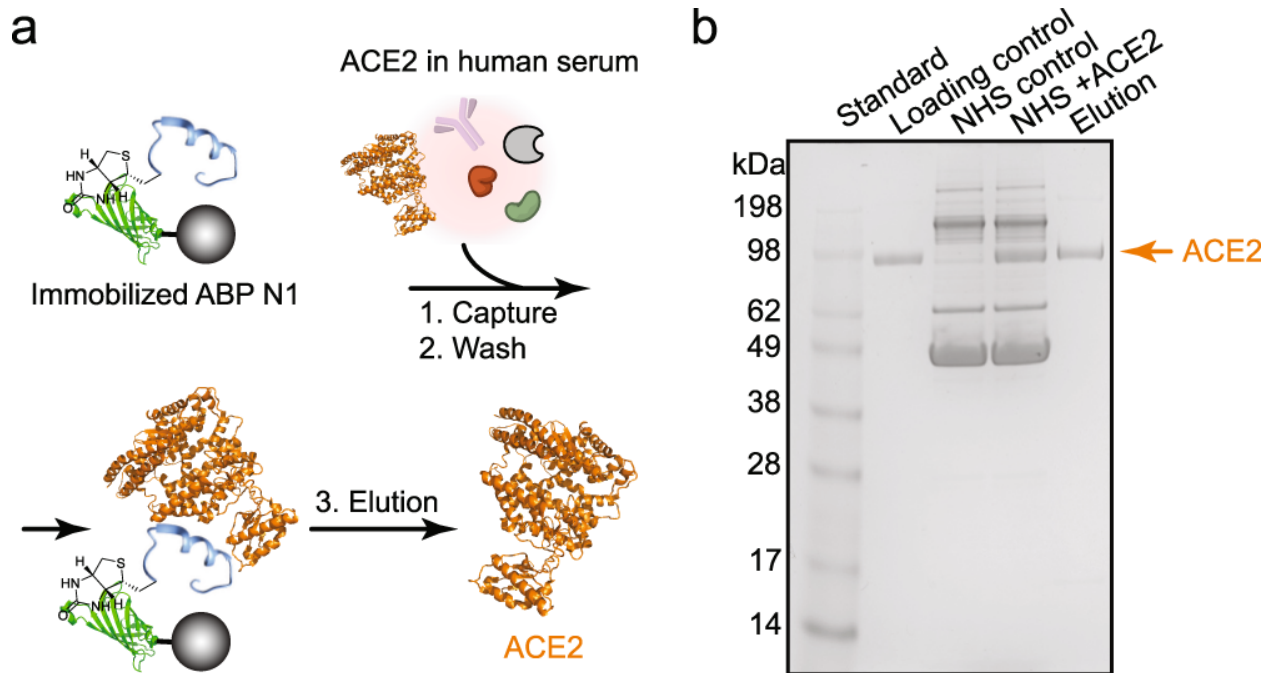 a
ACE2 in human serum
S
HN
H
NH
H
O
Immobilized ABP N1
1. Capture
2. Wash
3. Elution
H
S
HN
NH
H
O
ACE2
b
Standard
Loading control
NHS control
NHS +ACE2
Elution
kDa
198
98
62
49
38
28
17
14
ACE2